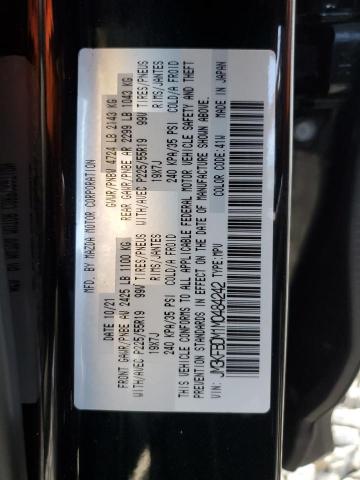 MFD. BY MAZDA MOTOR CORPORATION
10/21 GVWR/PNBV 4724 LB 2143 KG
FRONT GAWR/PNBE AV 2425 LB 1100 KG REAR GAWR/PNBE AR 2299 LB 1043 KG
WITH/AVEC P225/55R19 99V TIRES/PNEUS WITH/AVEC P225/55R19 99V TIRES/PNEUS
19X7J RIMS/JANTES 19X7J RIMS/JANTES
240 KPA/35 PSI COLD/A FROID 240 KPA/35 PSI COLD/A FROID
THIS VEHICLE CONFORMS TO ALL APPLICABLE FEDERAL MOTOR VEHICLE SAFETY AND THEFT
PREVENTION STANDARDS IN EFFECT ON THE DATE OF MANUFACTURE SHOWN ABOVE.
VIN: JM3KFBDM1M0494242 TYPE:MPV COLOR CODE:41W MADE IN JAPAN